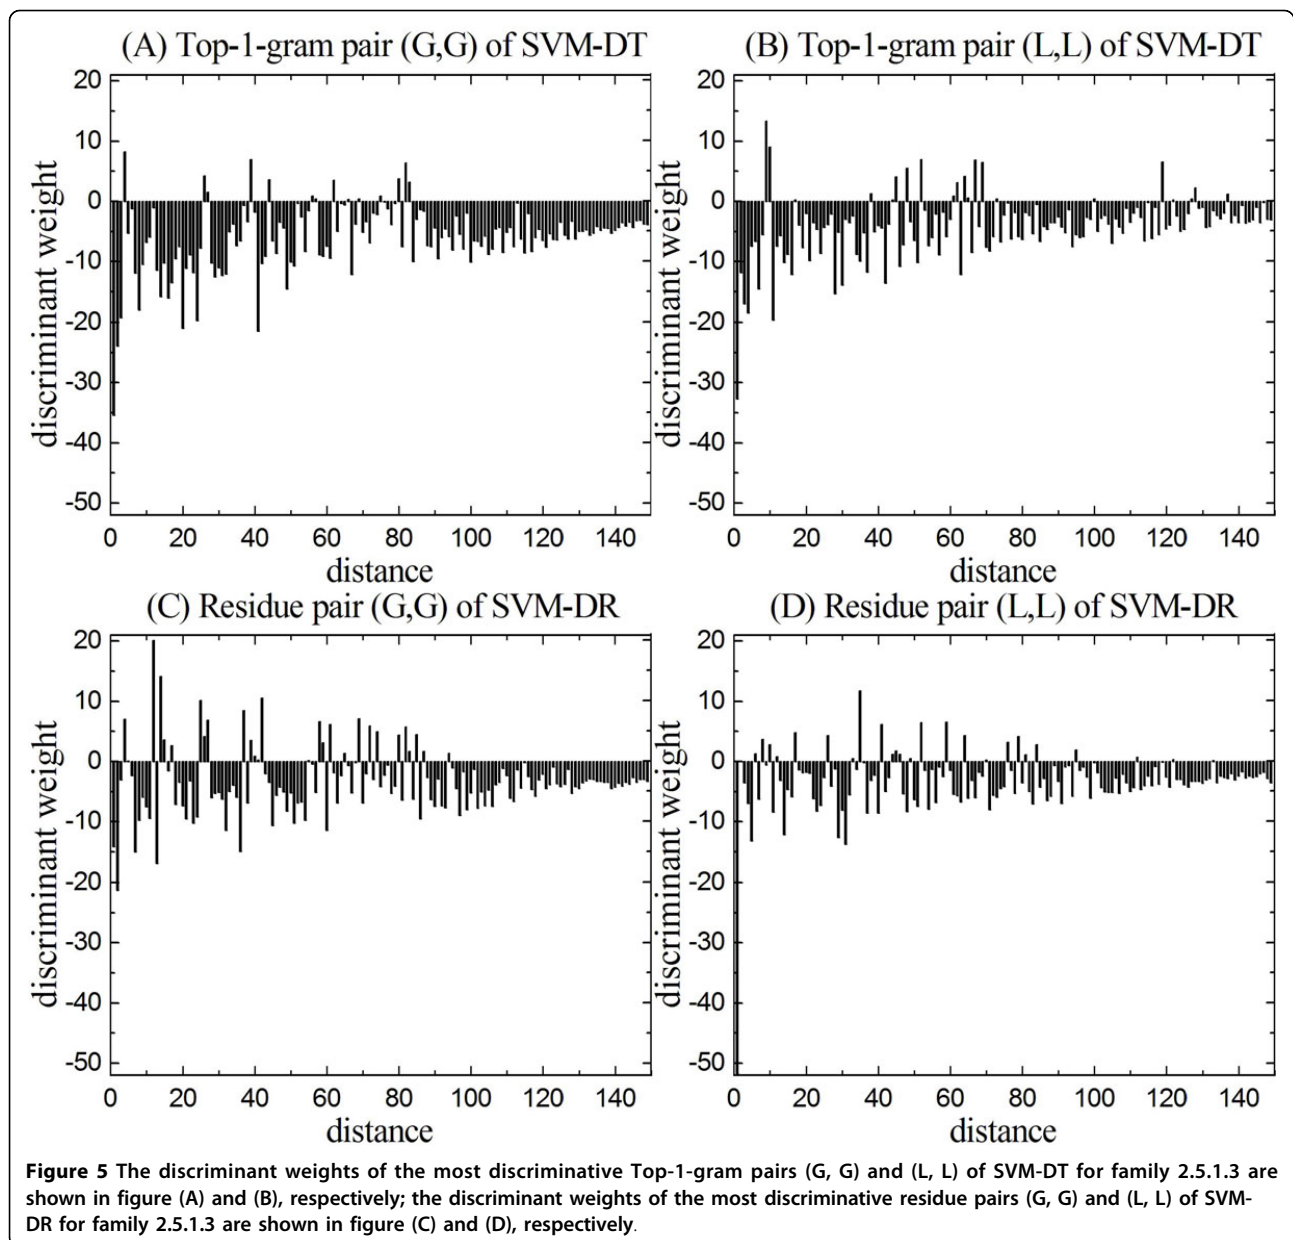 (A) Top-1-gram pair (G,G) of SVM-DT
(B) Top-1-gram pair (L,L) of SVM-DT
20
10
0
-10
-20
-30
-40
-50
discriminant weight
0 20 40 60 80 100 120 140
distance
20
10
0
-10
-20
-30
-40
-50
discriminant weight
0 20 40 60 80 100 120 140
distance
(C) Residue pair (G,G) of SVM-DR
(D) Residue pair (L,L) of SVM-DR
20
10
0
-10
-20
-30
-40
-50
discriminant weight
0 20 40 60 80 100 120 140
distance
20
10
0
-10
-20
-30
-40
-50
discriminant weight
0 20 40 60 80 100 120 140
distance
Figure 5 The discriminant weights of the most discriminative Top-1-gram pairs (G, G) and (L, L) of SVM-DT for family 2.5.1.3 are
shown in figure (A) and (B), respectively; the discriminant weights of the most discriminative residue pairs (G, G) and (L, L) of SVM-
DR for family 2.5.1.3 are shown in figure (C) and (D), respectively.